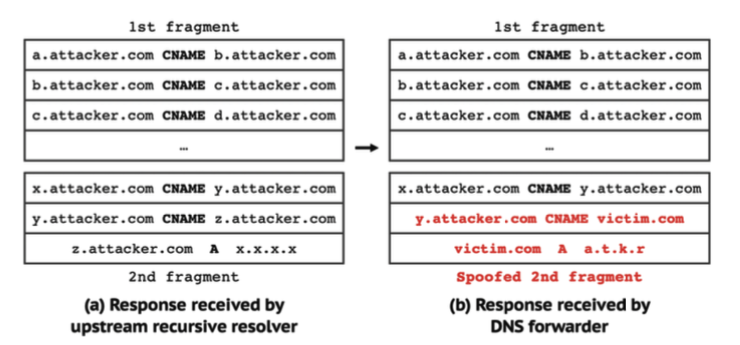 1st fragment
a.attacker.com CNAME b.attacker.com
b.attacker.com CNAME c.attacker.com
c.attacker.com CNAME d.attacker.com
…
x.attacker.com CNAME y.attacker.com
y.attacker.com CNAME z.attacker.com
z.attacker.com A x.x.x.x
2nd fragment
(a) Response received by
upstream recursive resolver
1st fragment
a.attacker.com CNAME b.attacker.com
b.attacker.com CNAME c.attacker.com
c.attacker.com CNAME d.attacker.com
…
x.attacker.com CNAME y.attacker.com
y.attacker.com CNAME victim.com
victim.com A a.t.k.r
Spoofed 2nd fragment
(b) Response received by
DNS forwarder